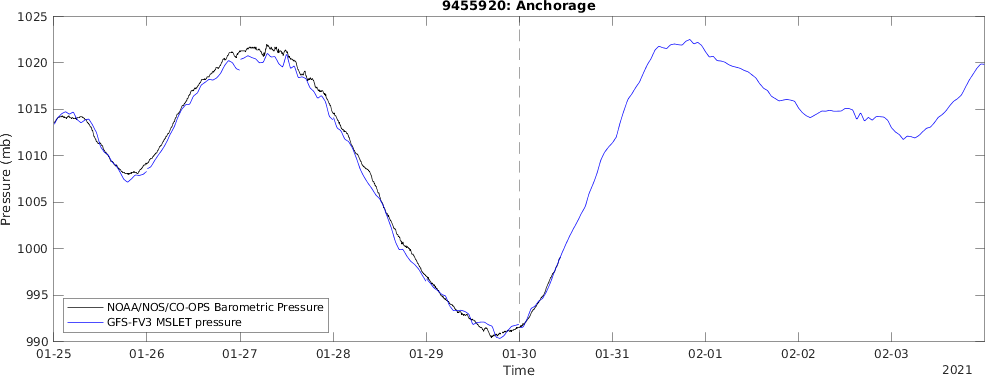 9455920: Anchorage
1025
1020
1015
1010
1005
1000
995
990
Pressure (mb)
NOAA/NOS/CO-OPS Barometric Pressure
GFS-FV3 MSLET pressure
01-25 01-26 01-27 01-28 01-29 01-30 01-31 02-01 02-02 02-03
Time
2021